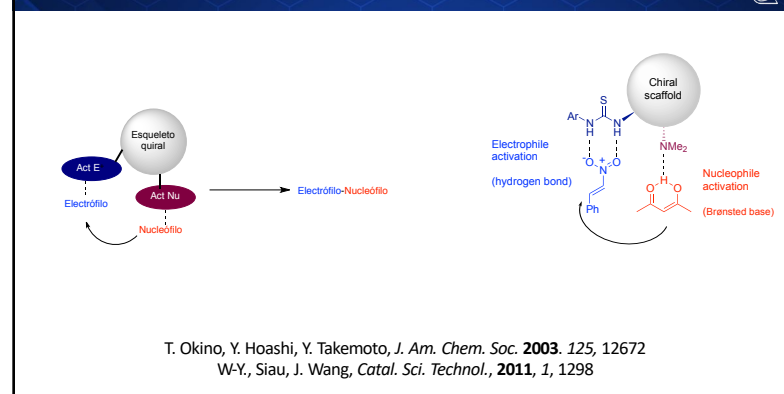 Esqueleto
quiral
Act E
Act Nu
Electrófilo
Nucleófilo
Electrófilo-Nucleófilo
Chiral
scaffold
S
Ar N N
H H
NMe₂
Electrophile
activation
(hydrogen bond)
-O + O
N
Ph
H
O O
Nucleophile
activation
(Brønsted base)
T. Okino, Y. Hoashi, Y. Takemoto, J. Am. Chem. Soc. 2003. 125, 12672
W-Y., Siau, J. Wang, Catal. Sci. Technol., 2011, 1, 1298